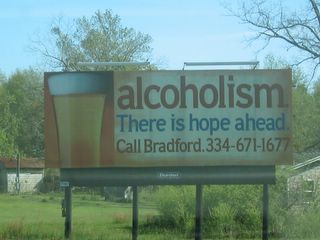 alcoholism.
There is hope ahead.
Call Bradford. 334-671-1677